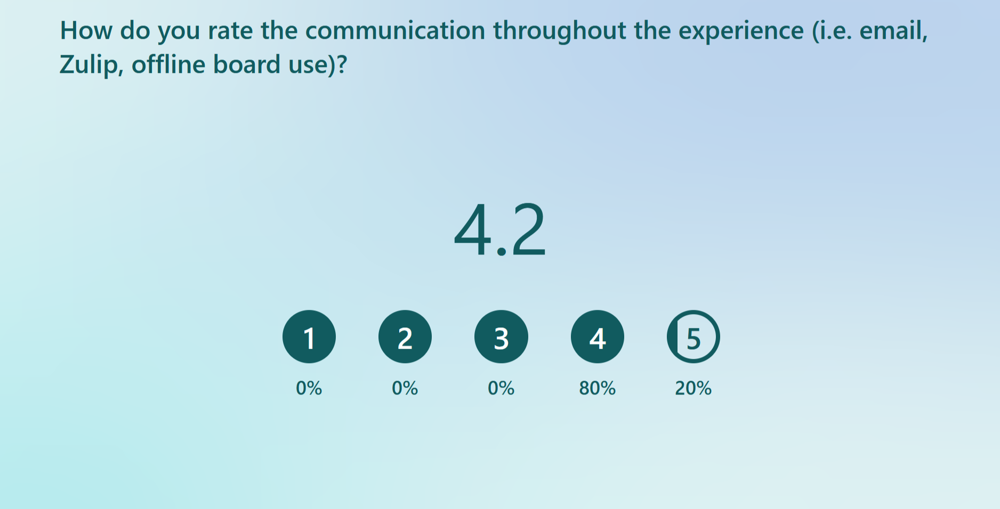 How do you rate the communication throughout the experience (i.e. email,
Zulip, offline board use)?
4.2
1 2 3 4 5
0% 0% 0% 80% 20%